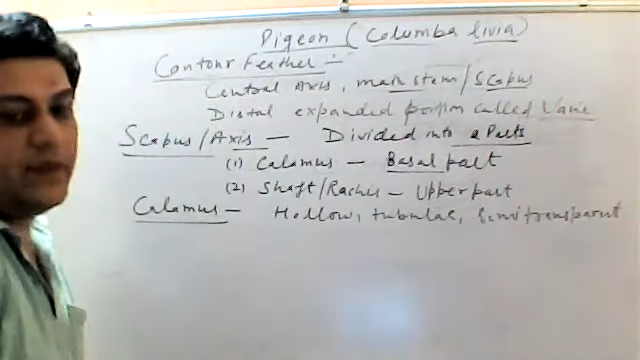 Pigeon (Columba livia)
Contour Feather :-
Central Axis, main stem/Scapus
Distal expanded portion called Vane
Scapus/Axis — Divided into 2 Parts
(1) Calamus — Basal part
(2) Shaft/Rachis — Upper part
Calamus — Hollow, tubular, Semitransparent